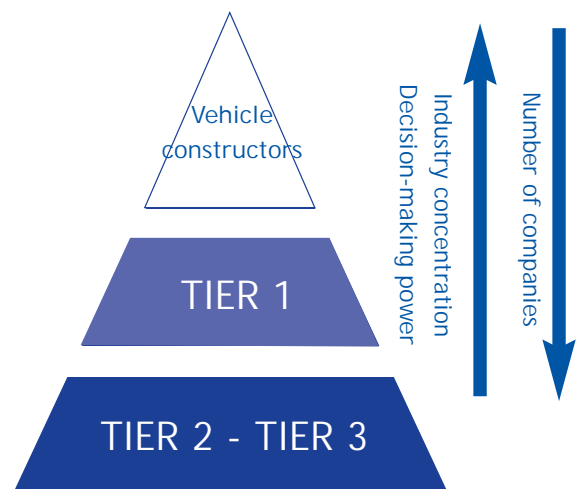 Vehicle
constructors
TIER 1
TIER 2 - TIER 3
Industry concentration
Decision-making power
Number of companies